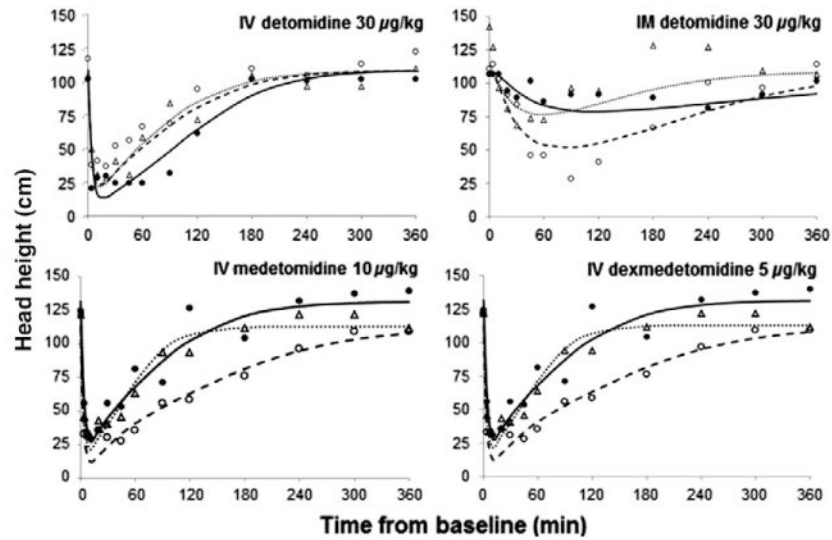 IV detomidine 30 µg/kg
150
125
100
75
50
25
0
0 60 120 180 240 300 360
IM detomidine 30 µg/kg
150
125
100
75
50
25
0
0 60 120 180 240 300 360
Head height (cm)
IV medetomidine 10 µg/kg
150
125
100
75
50
25
0
0 60 120 180 240 300 360
IV dexmedetomidine 5 µg/kg
150
125
100
75
50
25
0
0 60 120 180 240 300 360
Time from baseline (min)